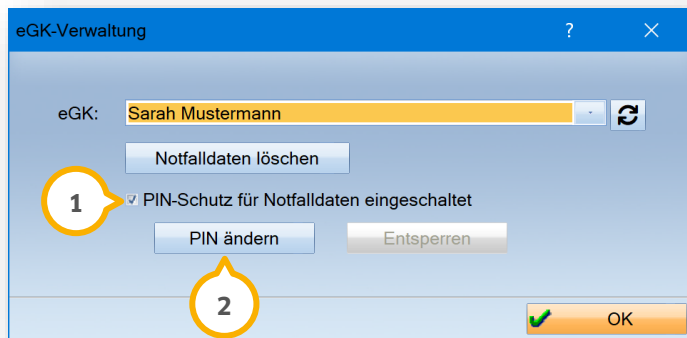 eGK-Verwaltung ?
eGK: Sarah Mustermann
Notfalldaten löschen
1 PIN-Schutz für Notfalldaten eingeschaltet
PIN ändern Entsperren
2
OK